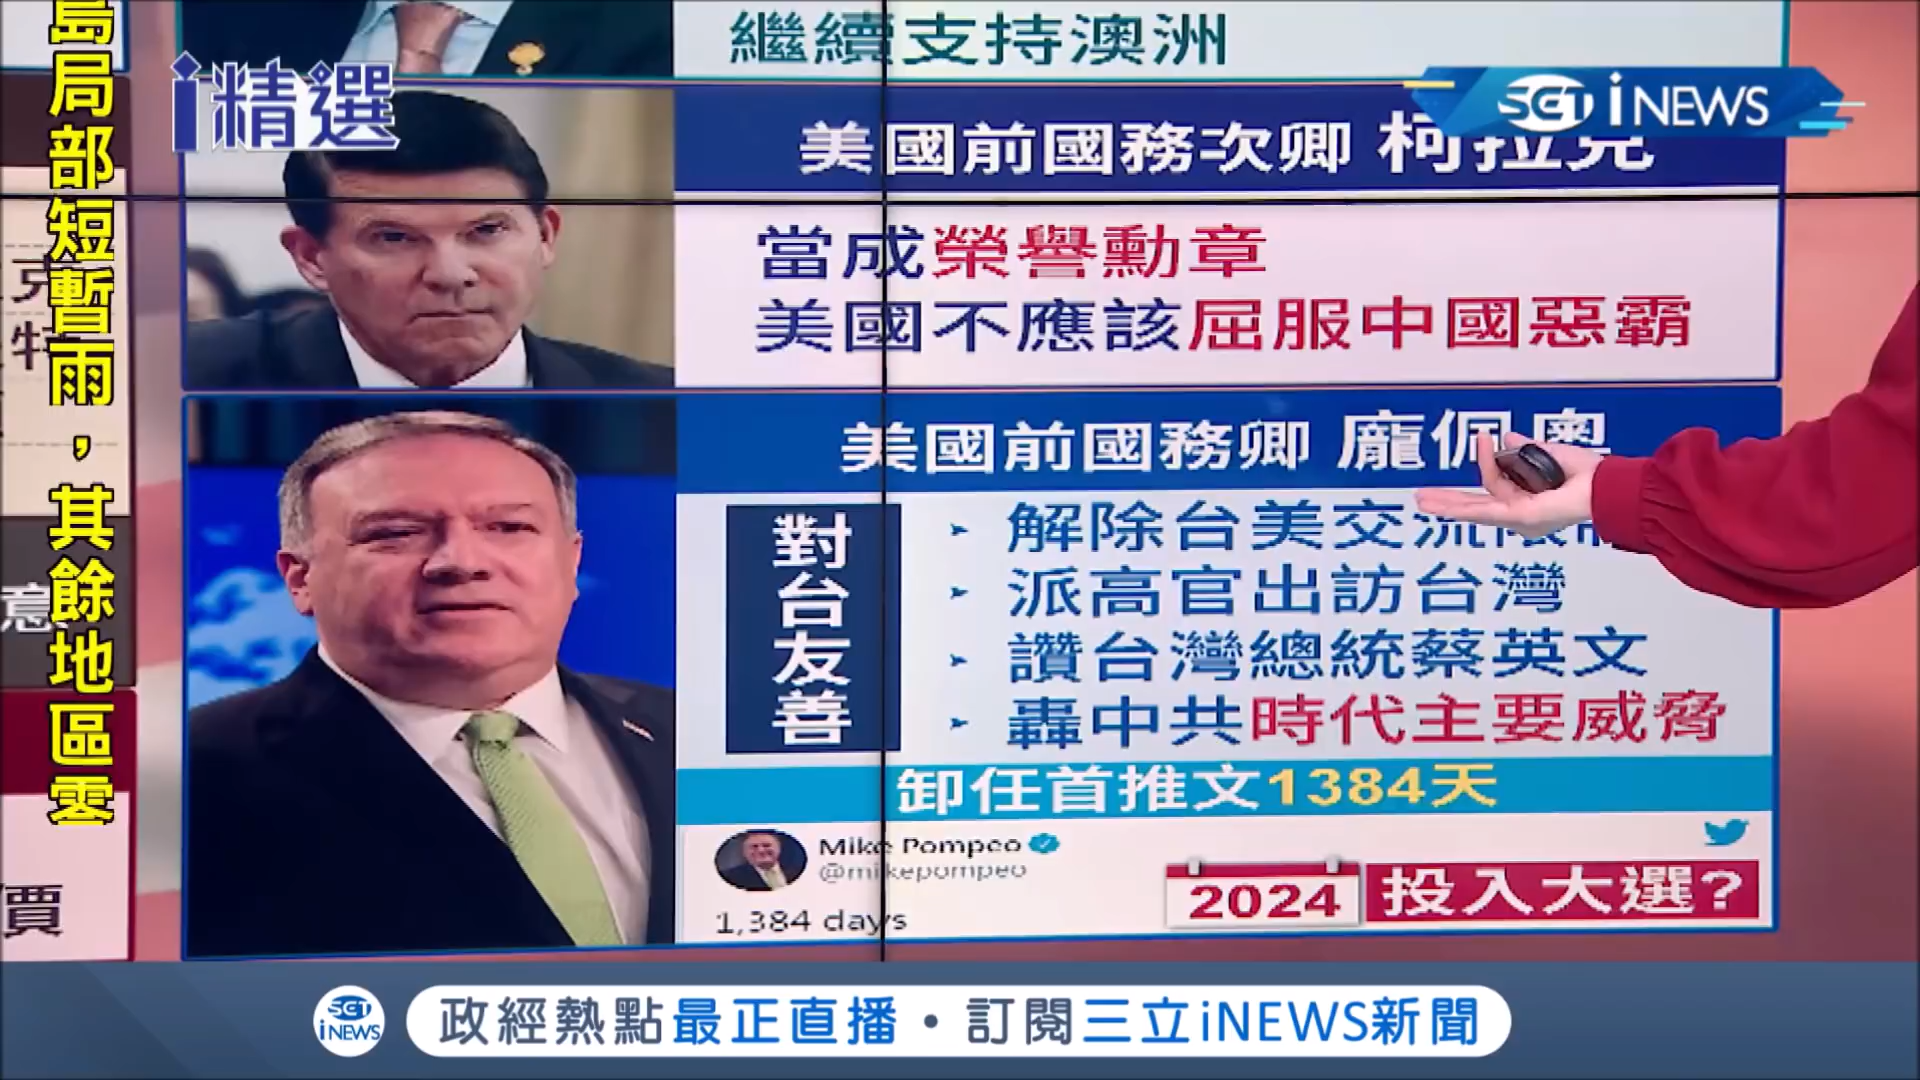 島局部短暫雨，其餘地區零
i精選
SET iNEWS
繼續支持澳洲
美國前國務次卿 柯拉克
當成榮譽勳章
美國不應該屈服中國惡霸
美國前國務卿 龐佩奧
對台友善
解除台美交流限制
派高官出訪台灣
讚台灣總統蔡英文
轟中共時代主要威脅
卸任首推文1384天
Mike Pompeo
@mikepompeo
1,384 days
2024 投入大選?
克
特
意
價
SET iNEWS
政經熱點最正直播・訂閱三立iNEWS新聞